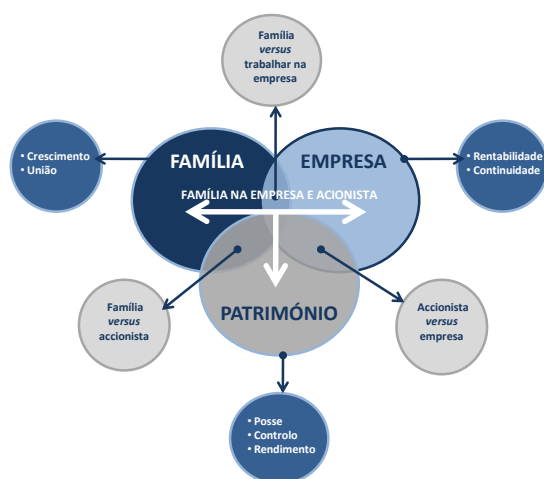 Família
versus
trabalhar na
empresa
• Crescimento
• União
FAMÍLIA
EMPRESA
• Rentabilidade
• Continuidade
FAMÍLIA NA EMPRESA E ACIONISTA
Família
versus
accionista
PATRIMÓNIO
Accionista
versus
empresa
• Posse
• Controlo
• Rendimento